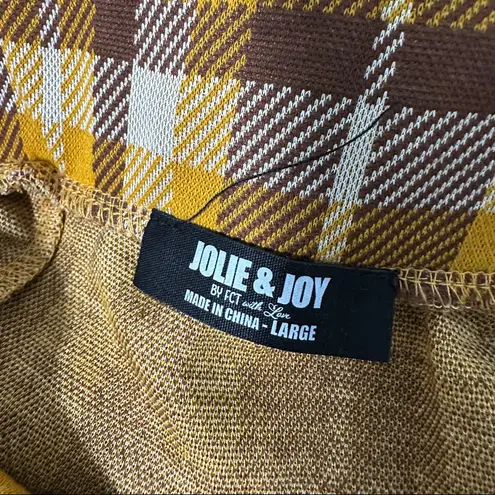 JOLIE & JOY
BY FCT with Love
MADE IN CHINA - LARGE